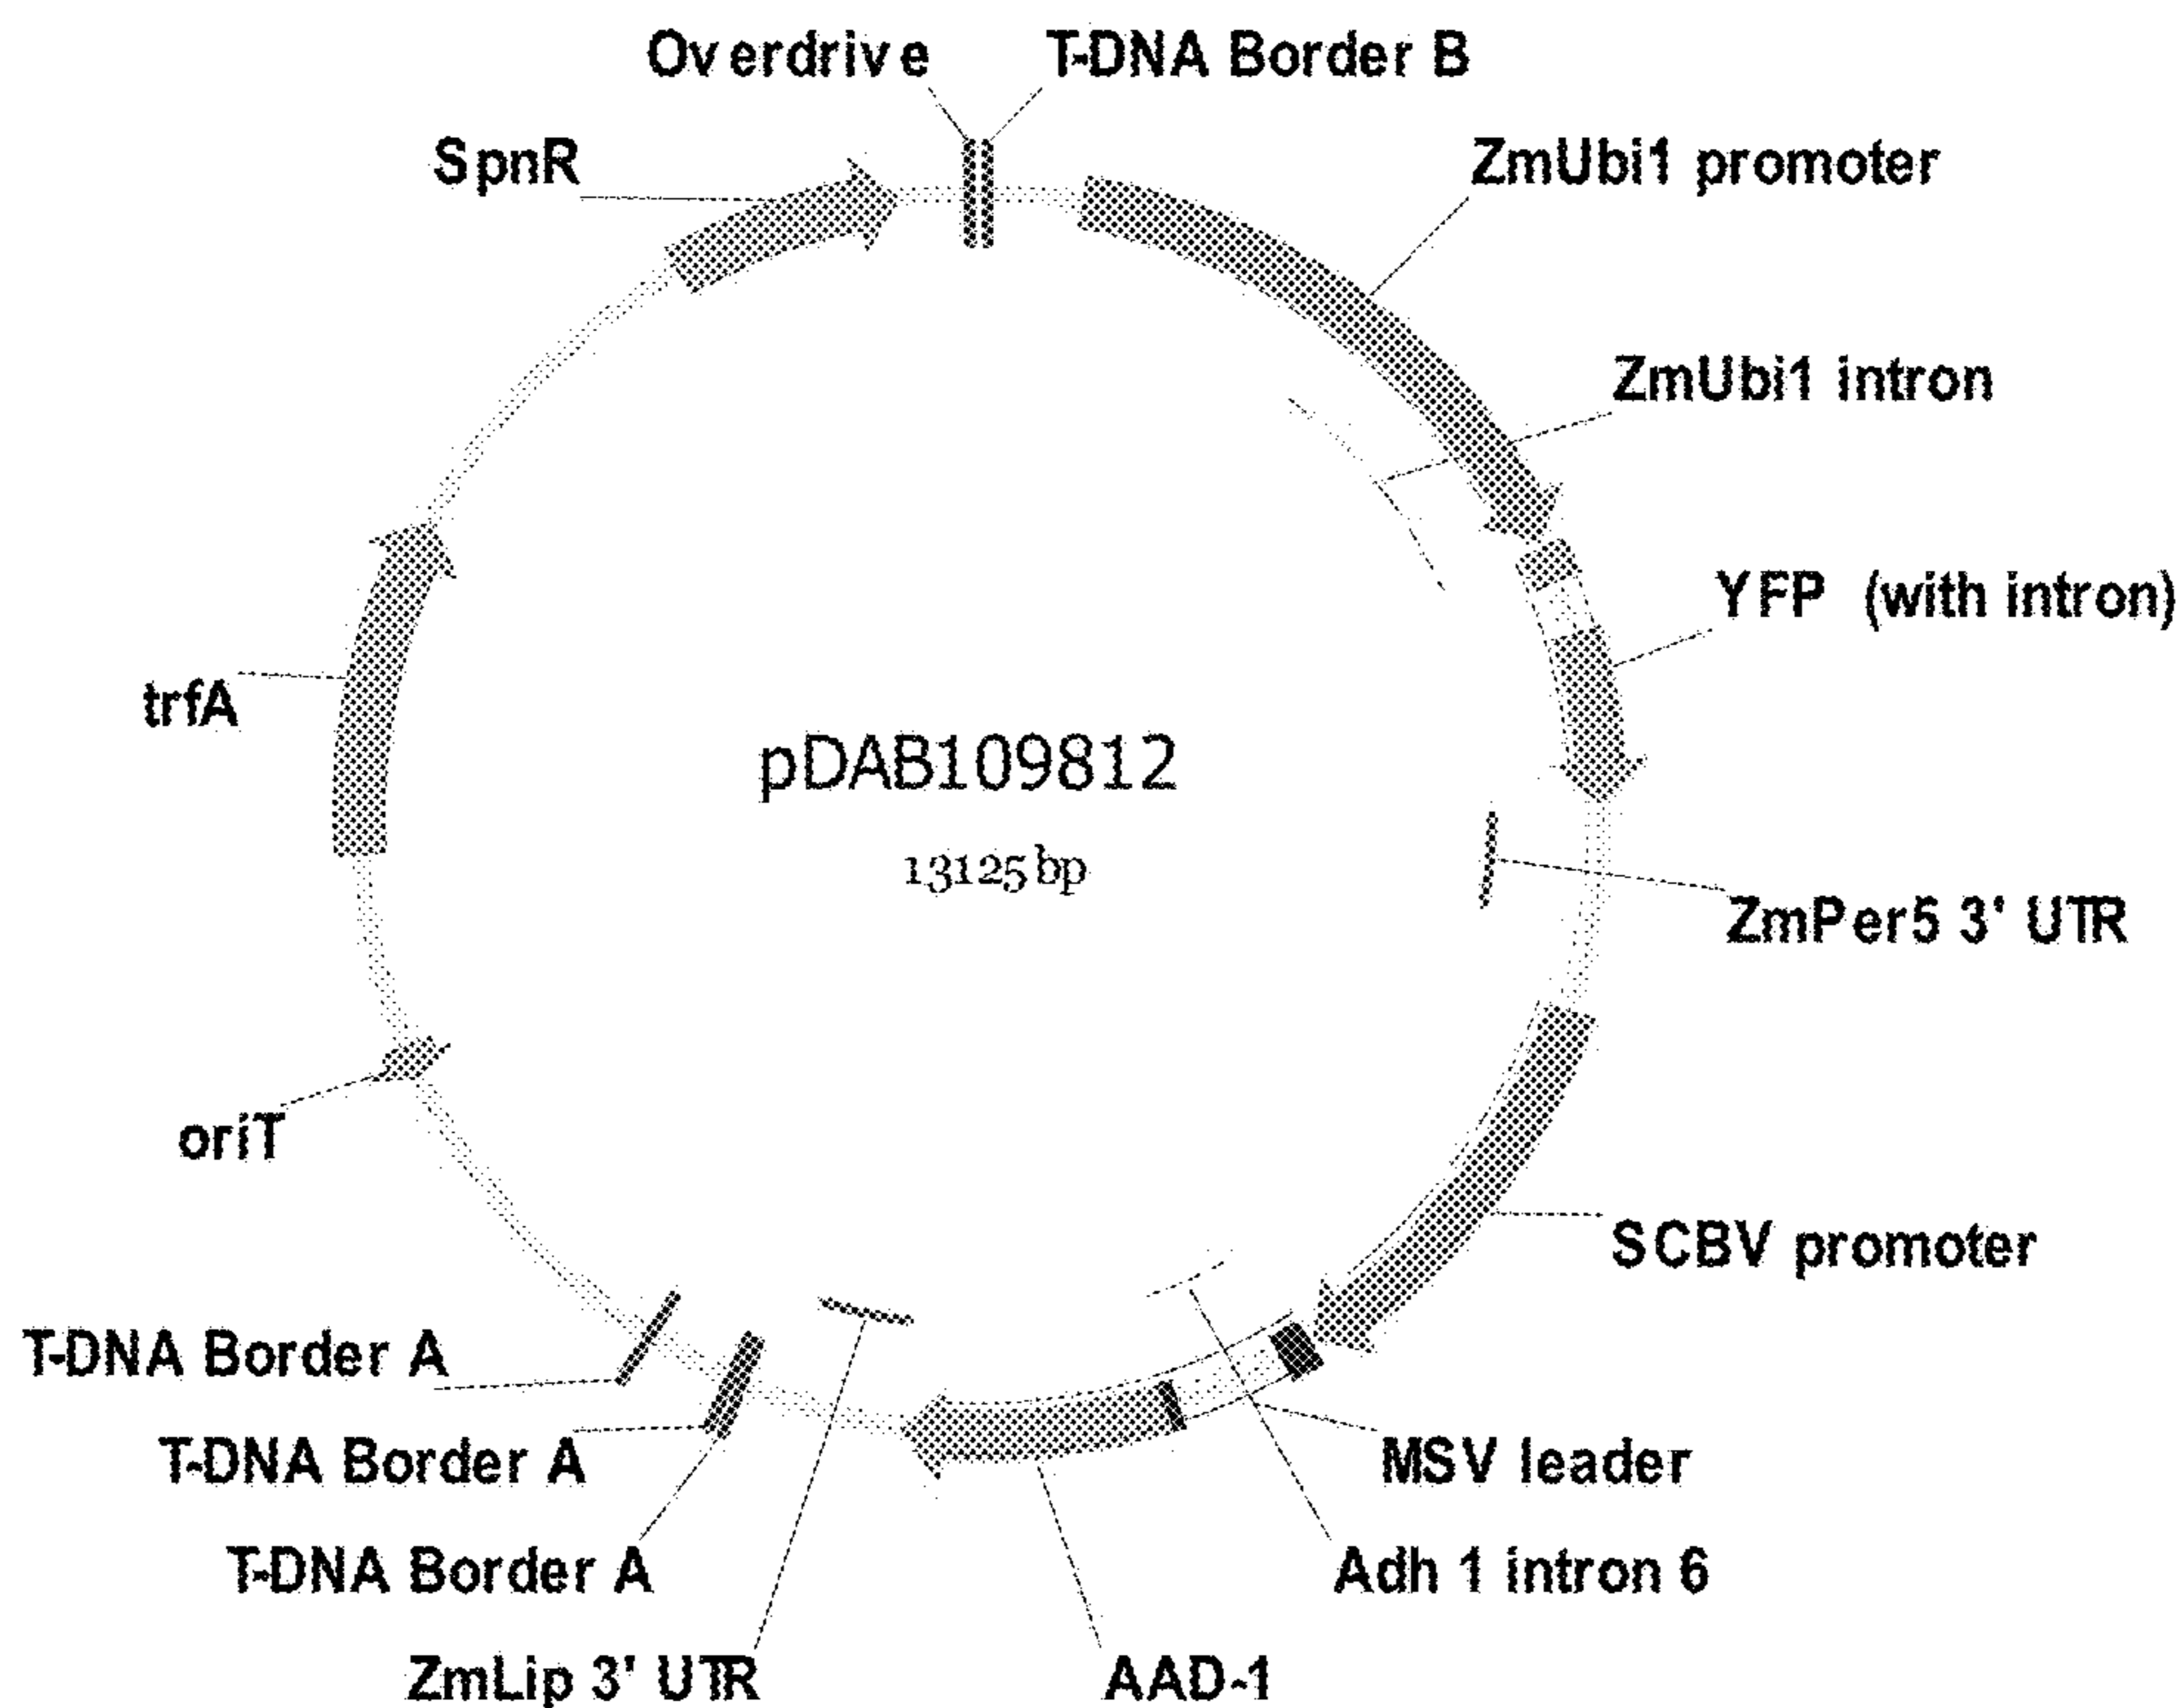 Overdrive
T-DNA Border B
SpnR
ZmUbi1 promoter
ZmUbi1 intron
YFP (with intron)
trfA
pDAB109812
13125 bp
ZmPer5 3' UTR
oriT
SCBV promoter
T-DNA Border A
T-DNA Border A
MSV leader
T-DNA Border A
Adh 1 intron 6
ZmLip 3' UTR
AAD-1